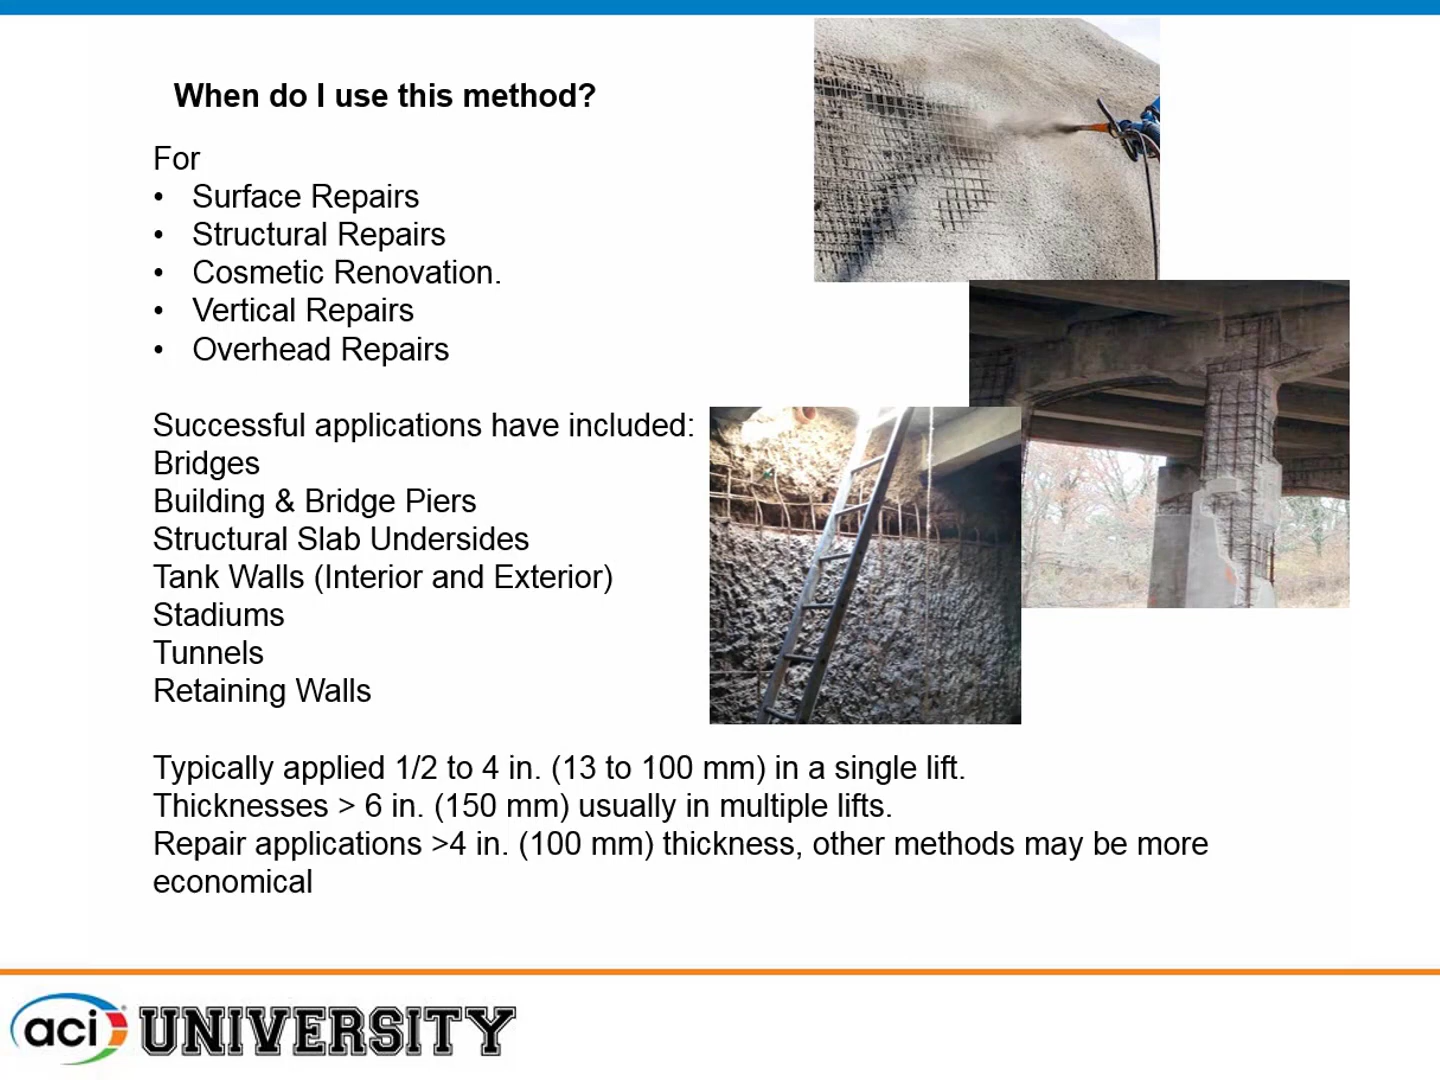 When do I use this method?
For
• Surface Repairs
• Structural Repairs
• Cosmetic Renovation.
• Vertical Repairs
• Overhead Repairs
Successful applications have included:
Bridges
Building & Bridge Piers
Structural Slab Undersides
Tank Walls (Interior and Exterior)
Stadiums
Tunnels
Retaining Walls
Typically applied 1/2 to 4 in. (13 to 100 mm) in a single lift.
Thicknesses > 6 in. (150 mm) usually in multiple lifts.
Repair applications >4 in. (100 mm) thickness, other methods may be more
economical
aci UNIVERSITY